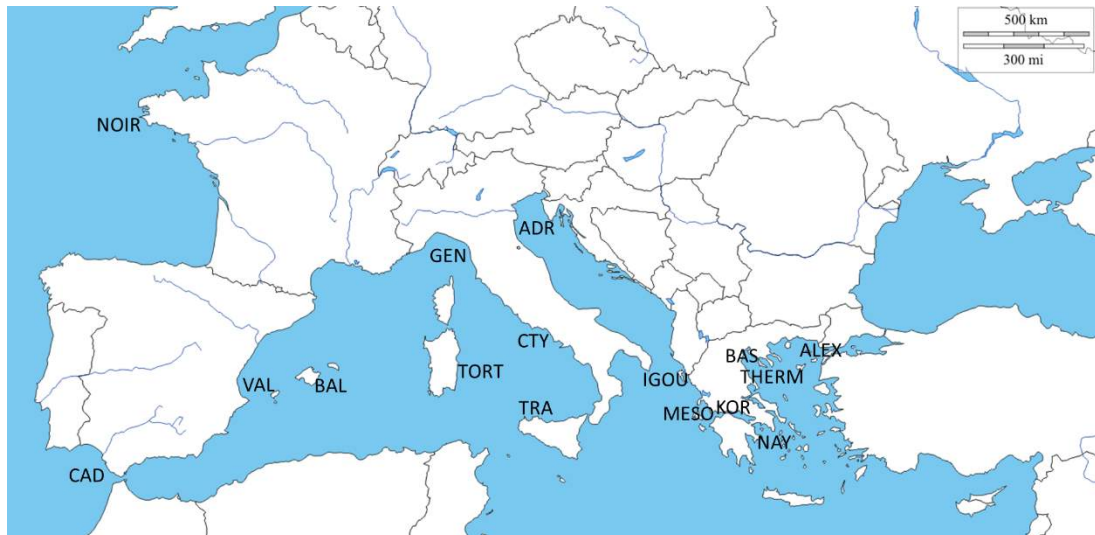 500 km
300 mi
NOIR
ADR
GEN
CTY
BAS
ALEX
TORT
IGOU
THERM
VAL
BAL
TRA
MESO
KOR
NAY
CAD